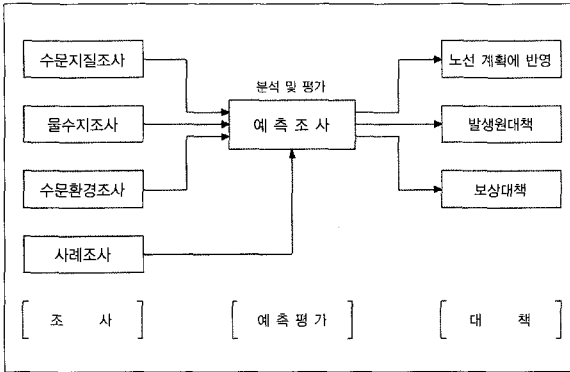 수문지질조사
물수지조사
수문환경조사
사례조사
분석 및 평가
예 측 조 사
노선 계획에 반영
발생원대책
보상대책
[ 조 사 ]
[ 예 측 평 가 ]
[ 대 책 ]